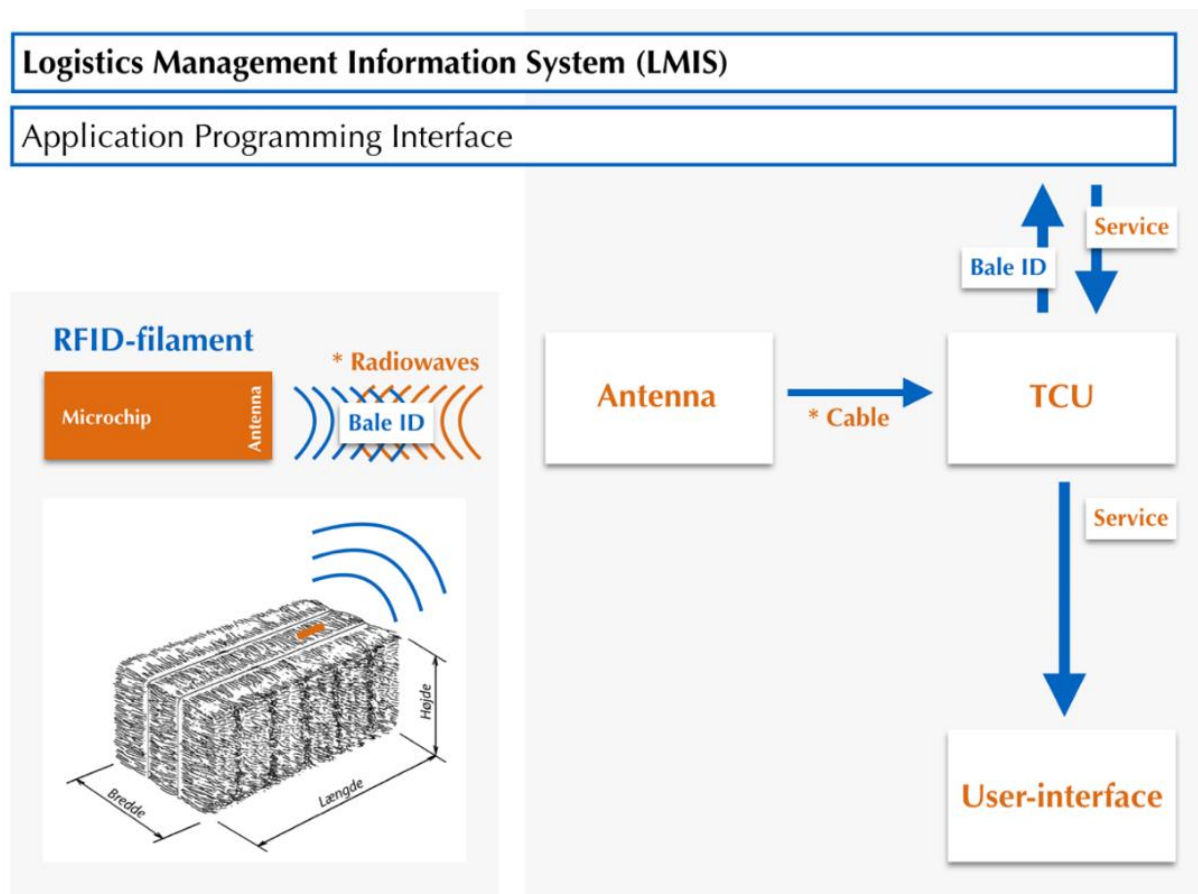 Logistics Management Information System (LMIS)
Application Programming Interface
Service
Bale ID
RFID-filament
* Radiowaves
Microchip
Antenna
Bale ID
Antenna
* Cable
TCU
Service
Højde
Bredde
Længde
User-interface